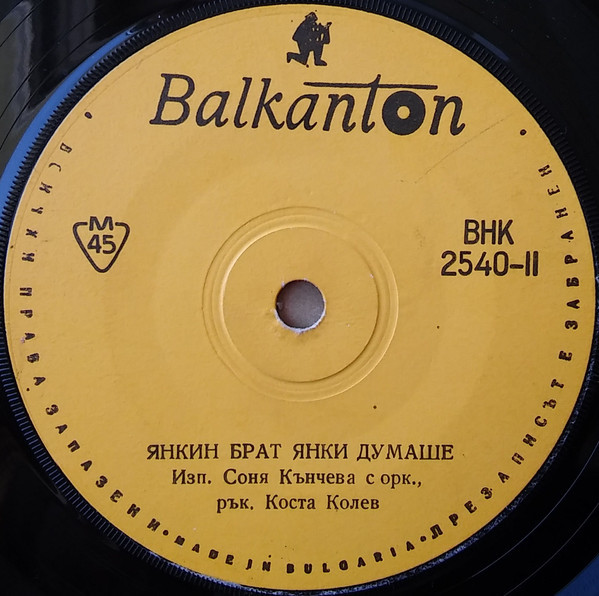 Balkanton
M
45
ВНК
2540-II
ЯНКИН БРАТ ЯНКИ ДУМАШЕ
Изп. Соня Кънчева с орк.,
рък. Коста Колев
• ВСИЧКИ ПРАВА ЗАПАЗЕНИ • MADE IN BULGARIA • ПРЕЗАПИСЪТ Е ЗАБРАНЕН •